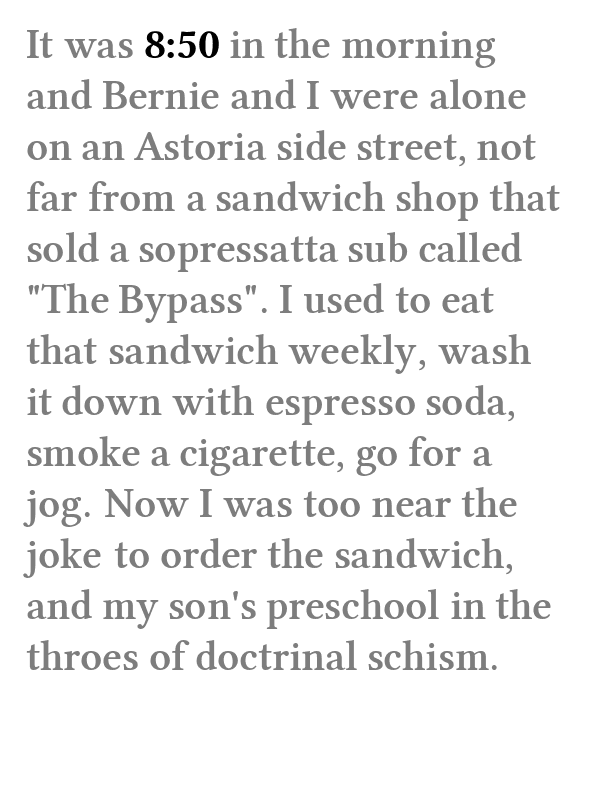 It was 8:50 in the morning
and Bernie and I were alone
on an Astoria side street, not
far from a sandwich shop that
sold a sopressatta sub called
"The Bypass". I used to eat
that sandwich weekly, wash
it down with espresso soda,
smoke a cigarette, go for a
jog. Now I was too near the
joke to order the sandwich,
and my son's preschool in the
throes of doctrinal schism.